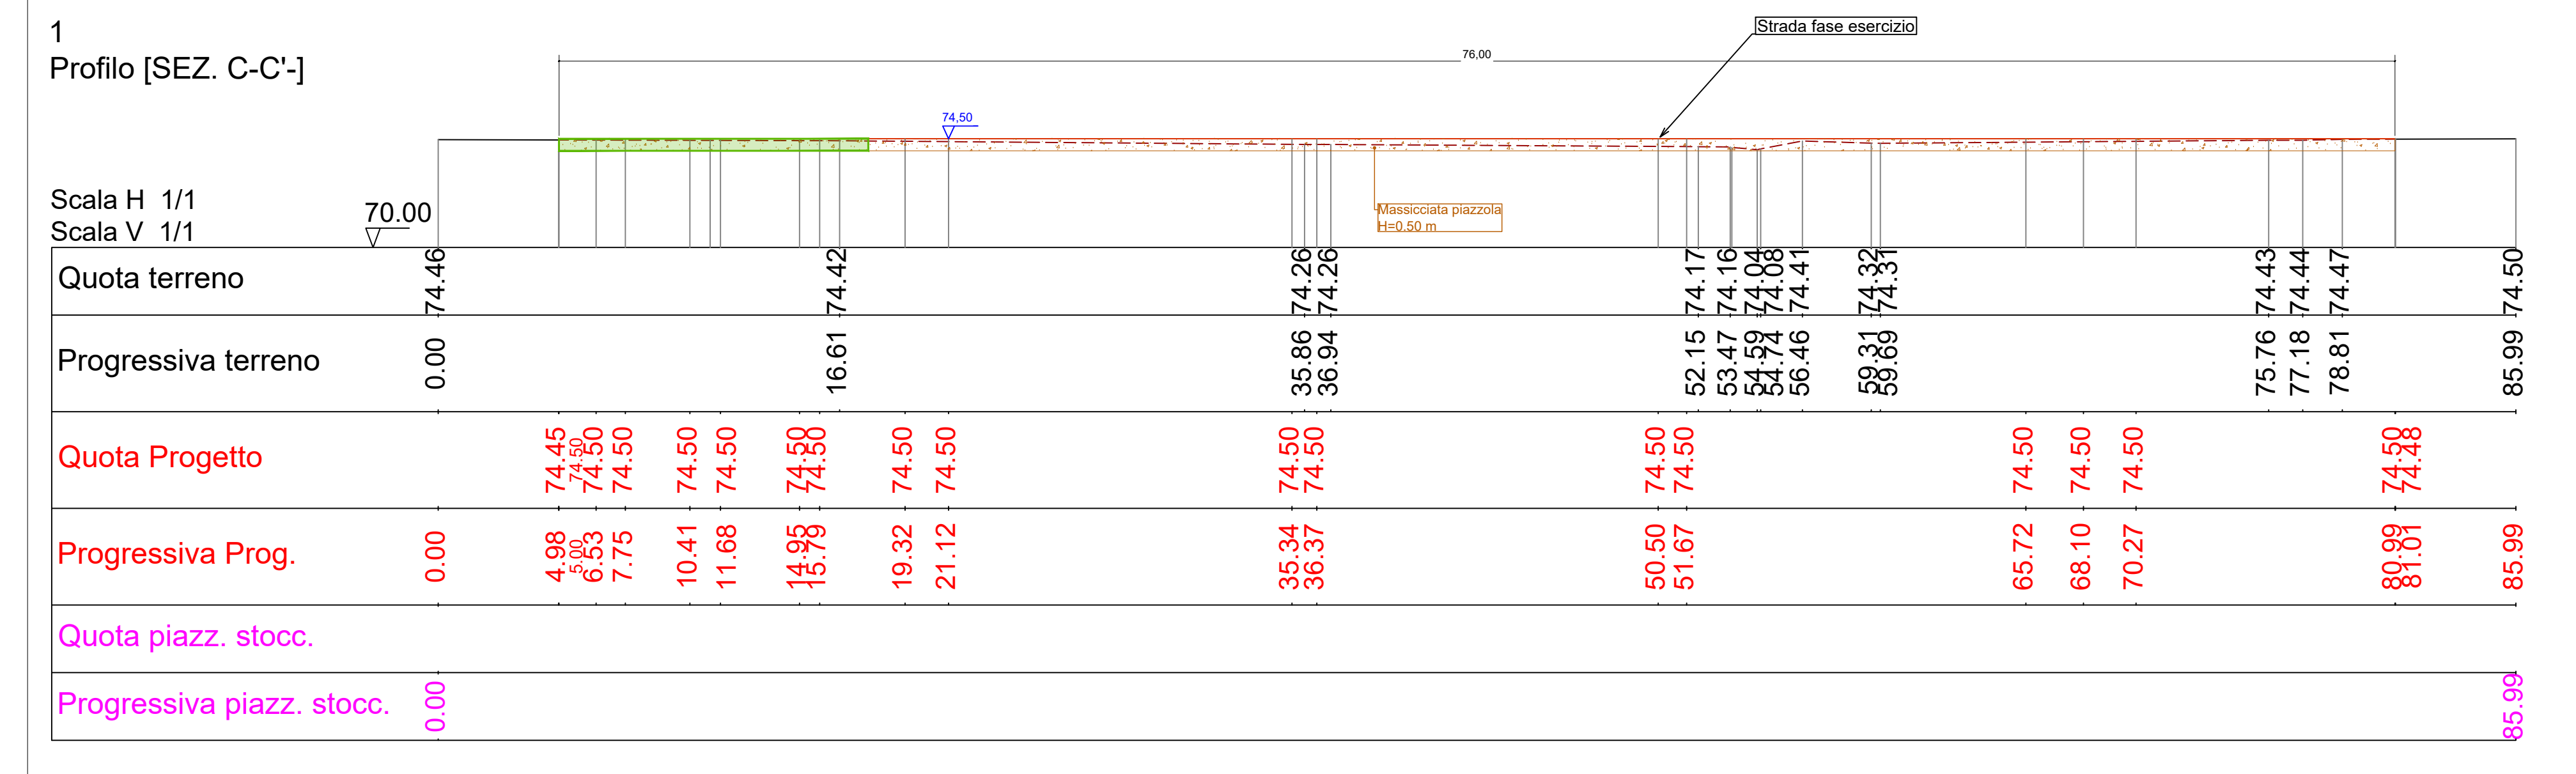 1
Profilo [SEZ. C-C'-]
Strada fase esercizio
76,00
74,50
Massicciata piazzola
H=0.50 m
Scala H 1/1
Scala V 1/1
70.00
Quota terreno
74.46 74.42 74.26 74.26 74.17 74.16 74.04 74.08 74.41 74.32 74.31 74.43 74.44 74.47 74.50
Progressiva terreno
0.00 16.61 35.86 36.94 52.15 53.47 54.59 54.74 56.46 59.31 59.69 75.76 77.18 78.81 85.99
Quota Progetto
74.45 74.50 74.50 74.50 74.50 74.50 74.50 74.50 74.50 74.50 74.50 74.50 74.50 74.50 74.50 74.50 74.50 74.50 74.48
Progressiva Prog.
0.00 4.98 5.00 6.53 7.75 10.41 11.68 14.95 15.79 19.32 21.12 35.34 36.37 50.50 51.67 65.72 68.10 70.27 80.99 81.01 85.99
Quota piazz. stocc.
Progressiva piazz. stocc.
0.00 85.99